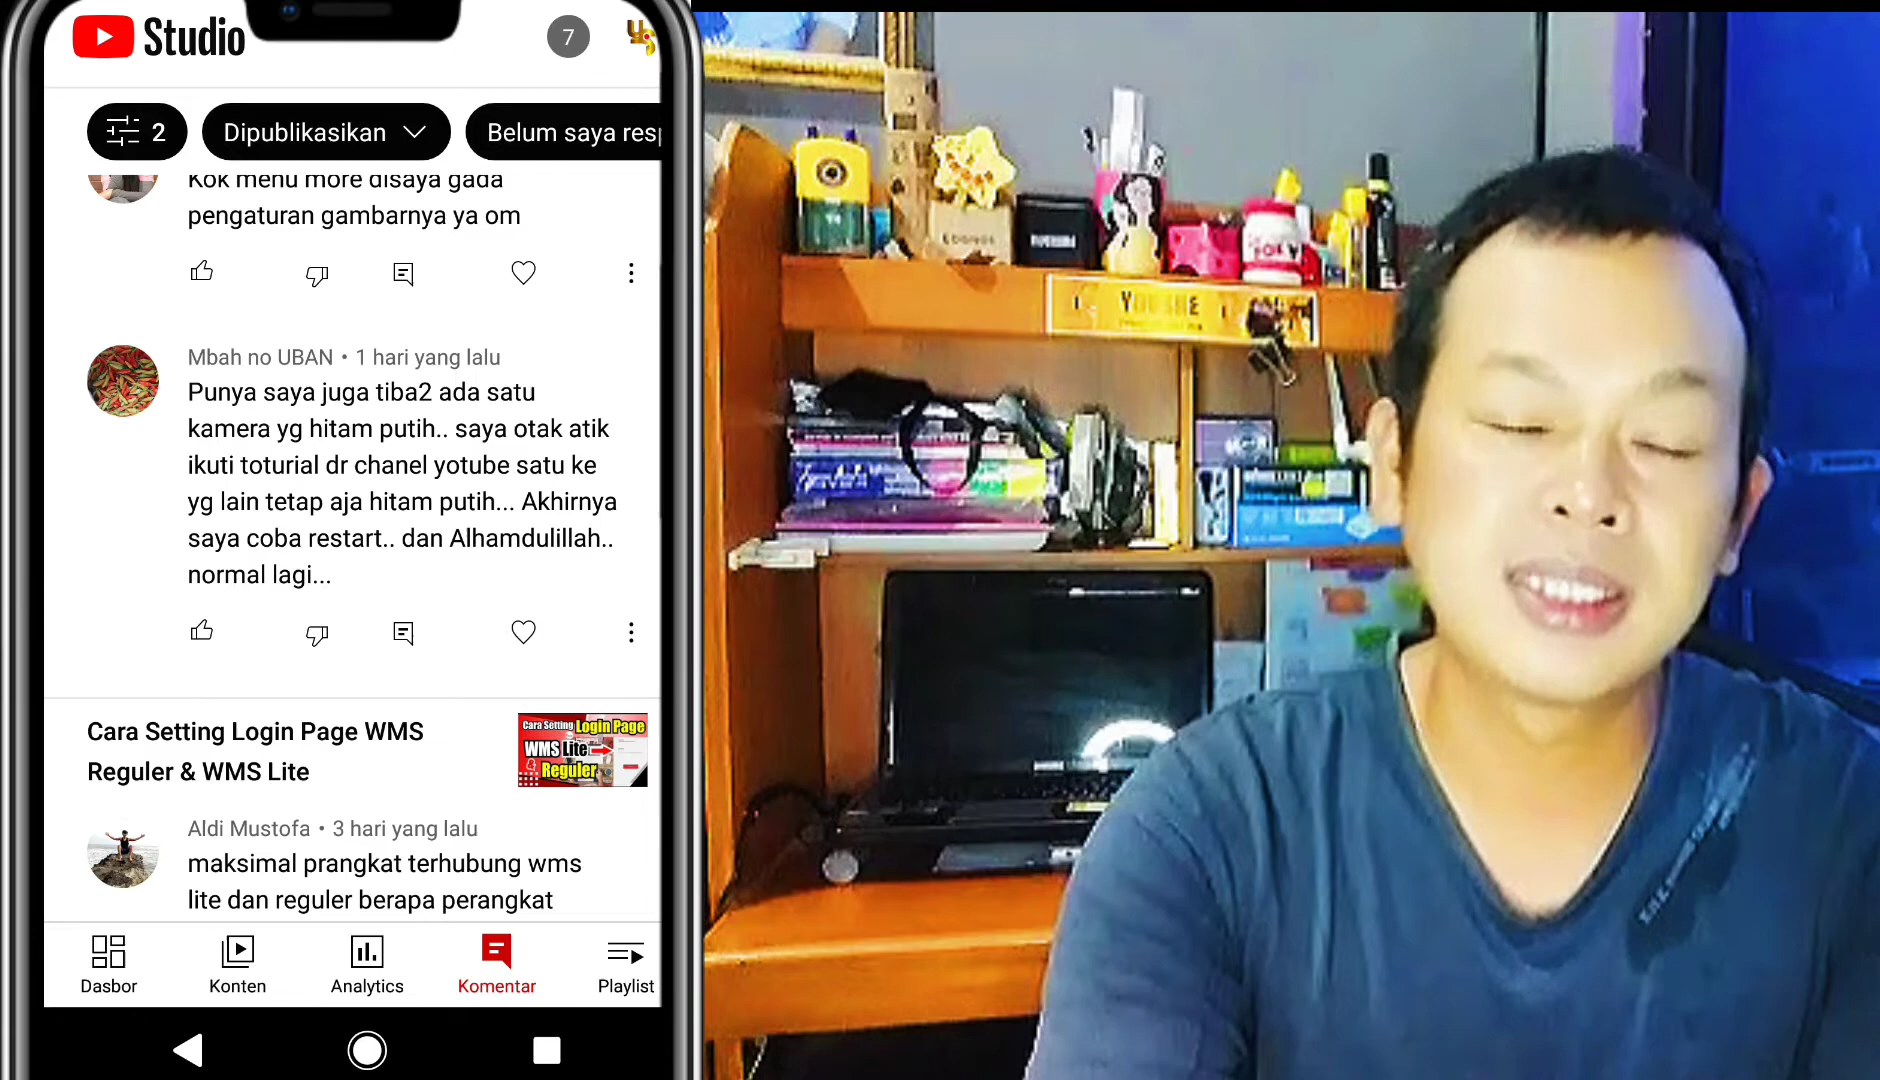 Studio
7
2
Dipublikasikan
Belum saya resp
Kok menu more disaya gada
pengaturan gambarnya ya om
Mbah no UBAN • 1 hari yang lalu
Punya saya juga tiba2 ada satu
kamera yg hitam putih.. saya otak atik
ikuti toturial dr chanel yotube satu ke
yg lain tetap aja hitam putih... Akhirnya
saya coba restart.. dan Alhamdulillah..
normal lagi...
Cara Setting Login Page WMS
Reguler & WMS Lite
Cara Setting Login Page
WMS Lite
& Reguler
Aldi Mustofa • 3 hari yang lalu
maksimal prangkat terhubung wms
lite dan reguler berapa perangkat
Dasbor
Konten
Analytics
Komentar
Playlist